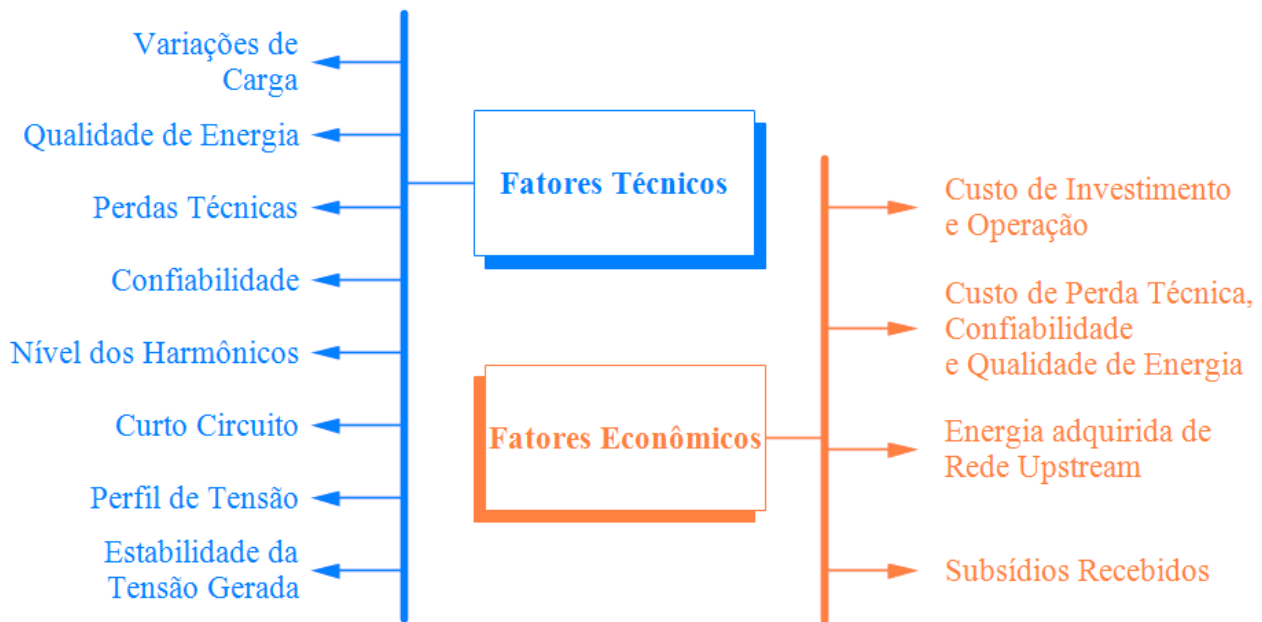 Variações de
Carga
Qualidade de Energia
Perdas Técnicas
Confiabilidade
Nível dos Harmônicos
Curto Circuito
Perfil de Tensão
Estabilidade da
Tensão Gerada
Fatores Técnicos
Fatores Econômicos
Custo de Investimento
e Operação
Custo de Perda Técnica,
Confiabilidade
e Qualidade de Energia
Energia adquirida de
Rede Upstream
Subsídios Recebidos